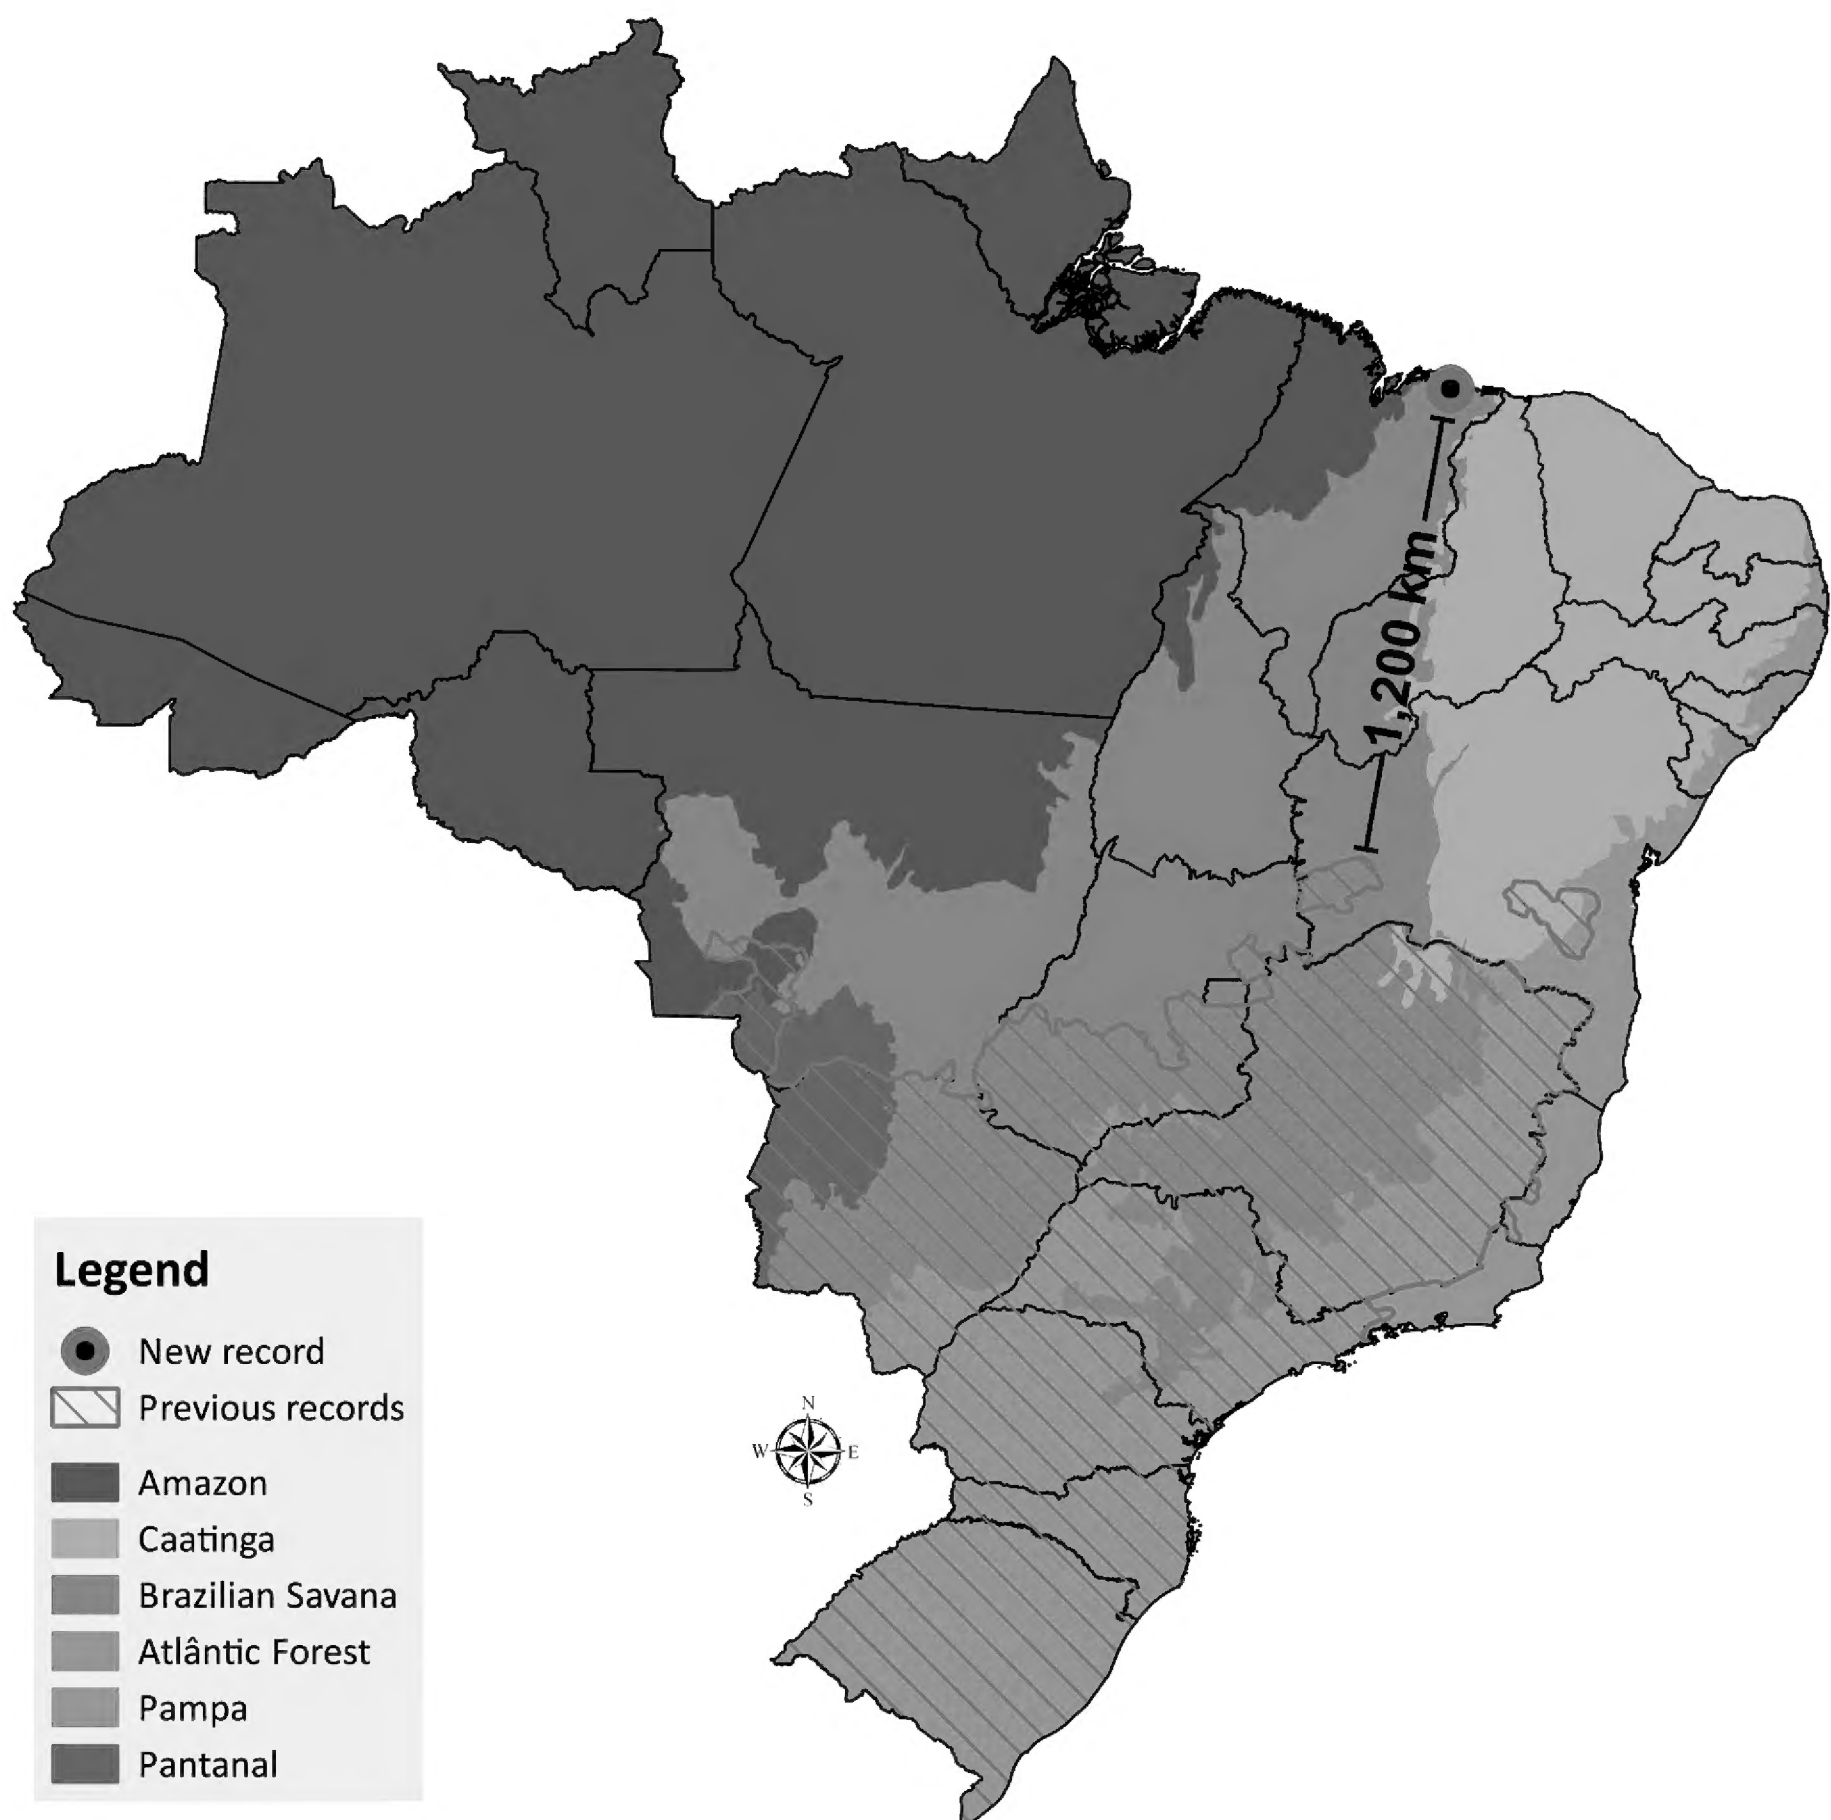 1,200 km
Legend
New record
Previous records
Amazon
Caatinga
Brazilian Savana
Atlântic Forest
Pampa
Pantanal
N
W E
S